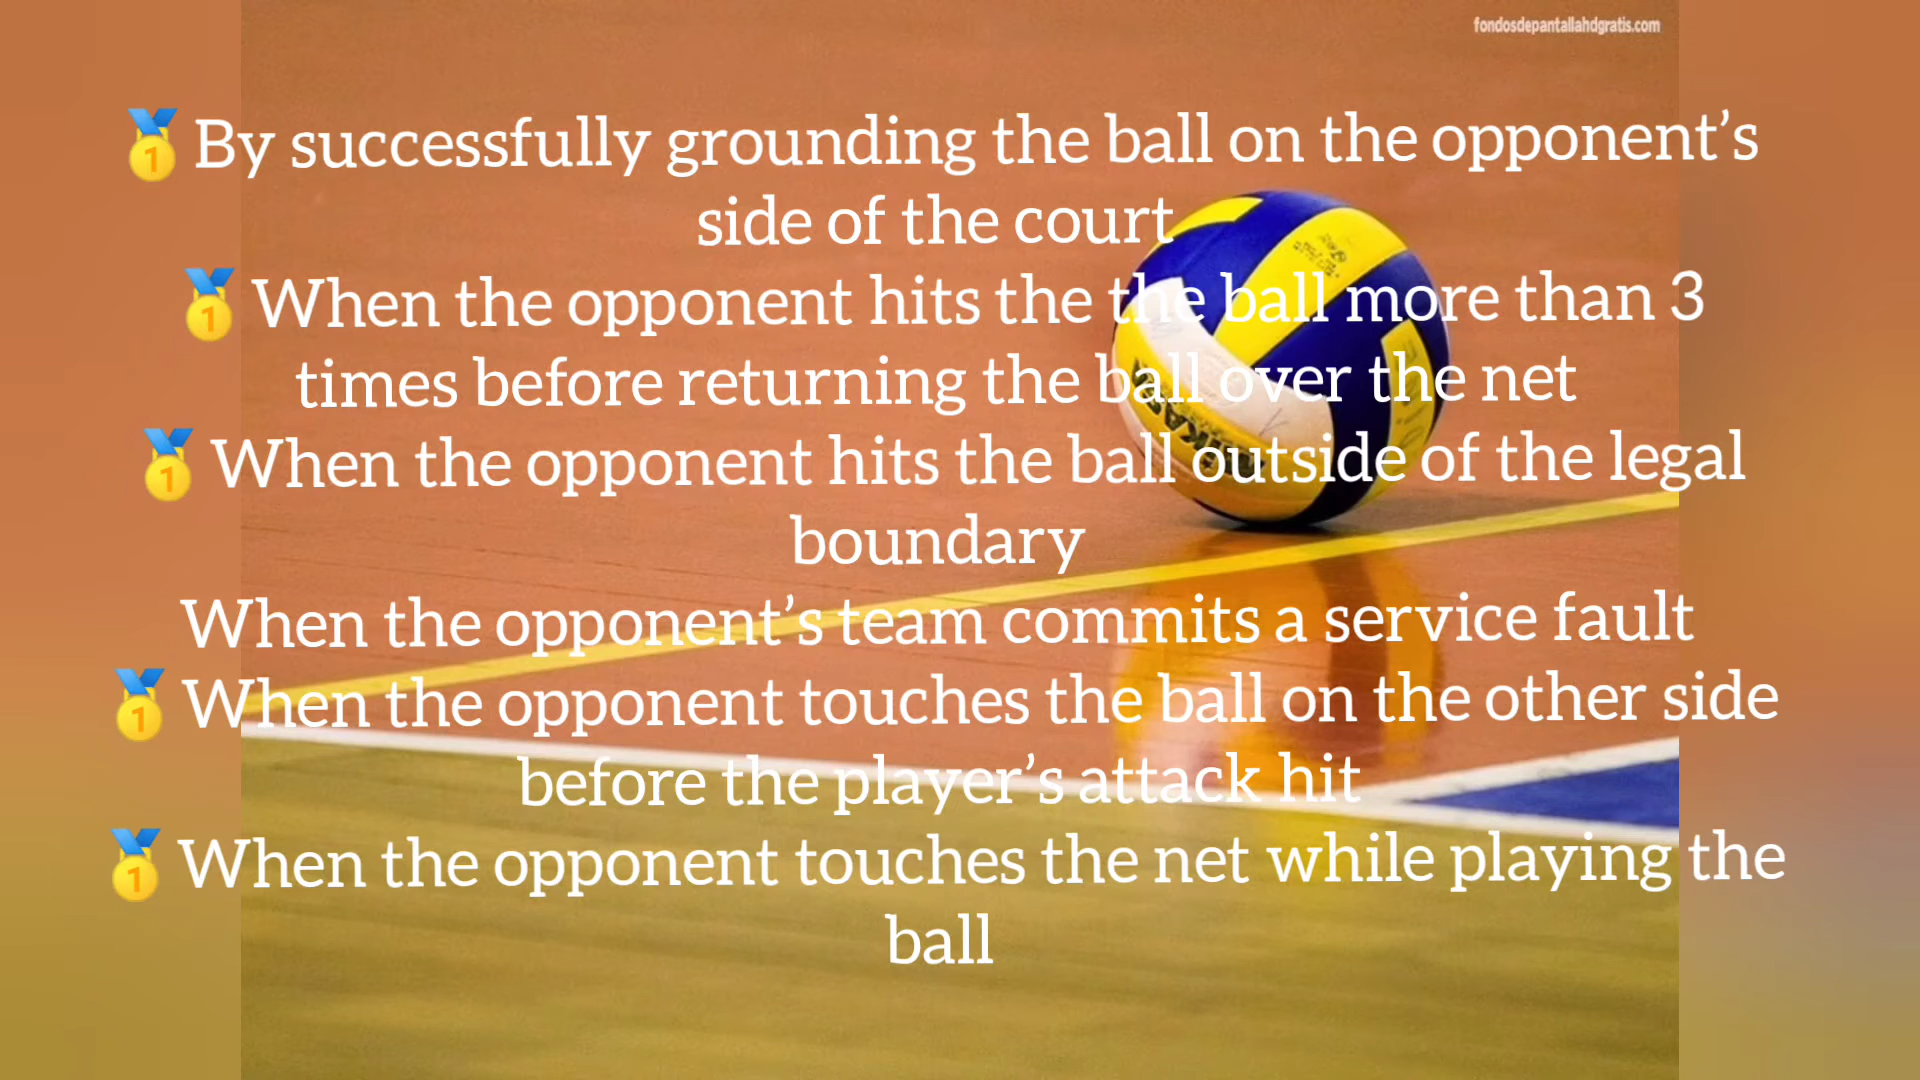 fondosdepantallahdgratis.com
🥇By successfully grounding the ball on the opponent’s
side of the court
🥇When the opponent hits the the ball more than 3
times before returning the ball over the net
🥇When the opponent hits the ball outside of the legal
boundary
When the opponent’s team commits a service fault
🥇When the opponent touches the ball on the other side
before the player’s attack hit
🥇When the opponent touches the net while playing the
ball